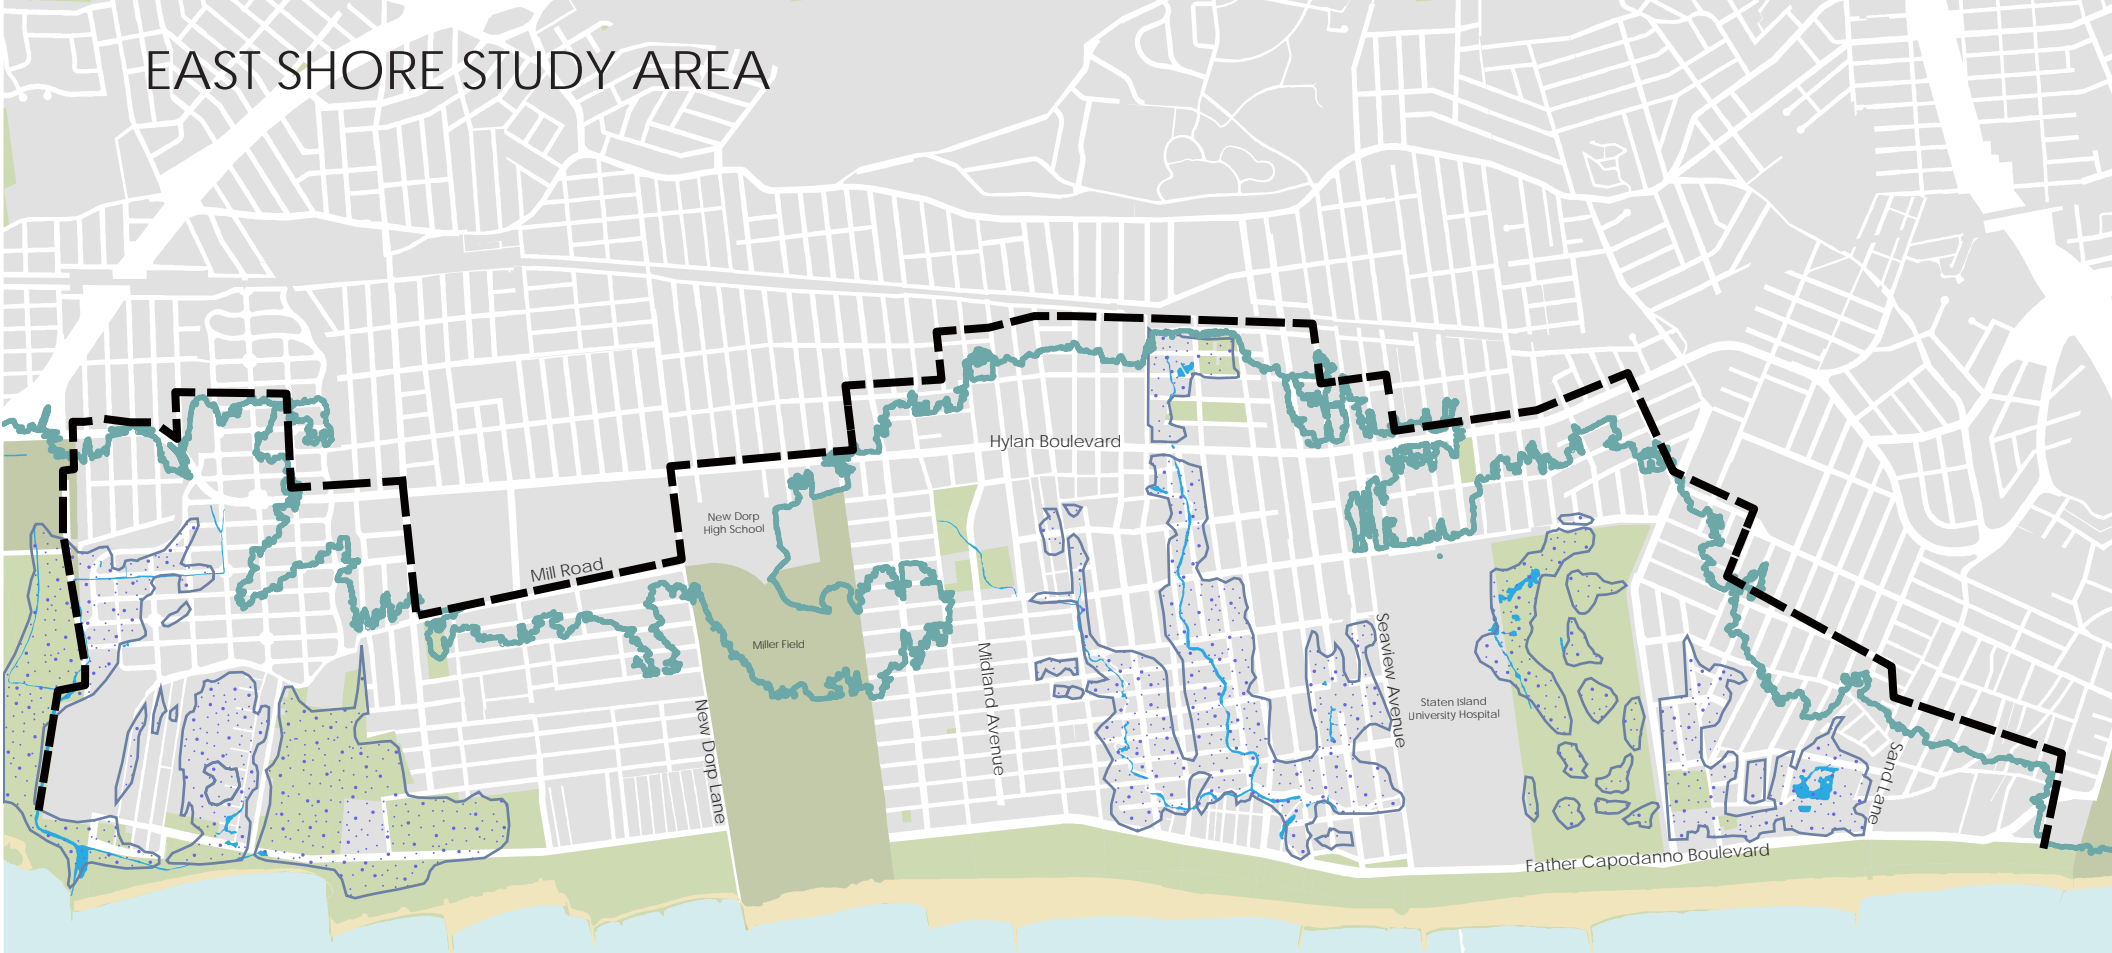 EAST SHORE STUDY AREA
Hylan Boulevard
New Dorp
High School
Mill Road
Miller Field
Midland Avenue
Seaview Avenue
New Dorp Lane
Staten Island
University Hospital
Sand Lane
Father Capodanno Boulevard